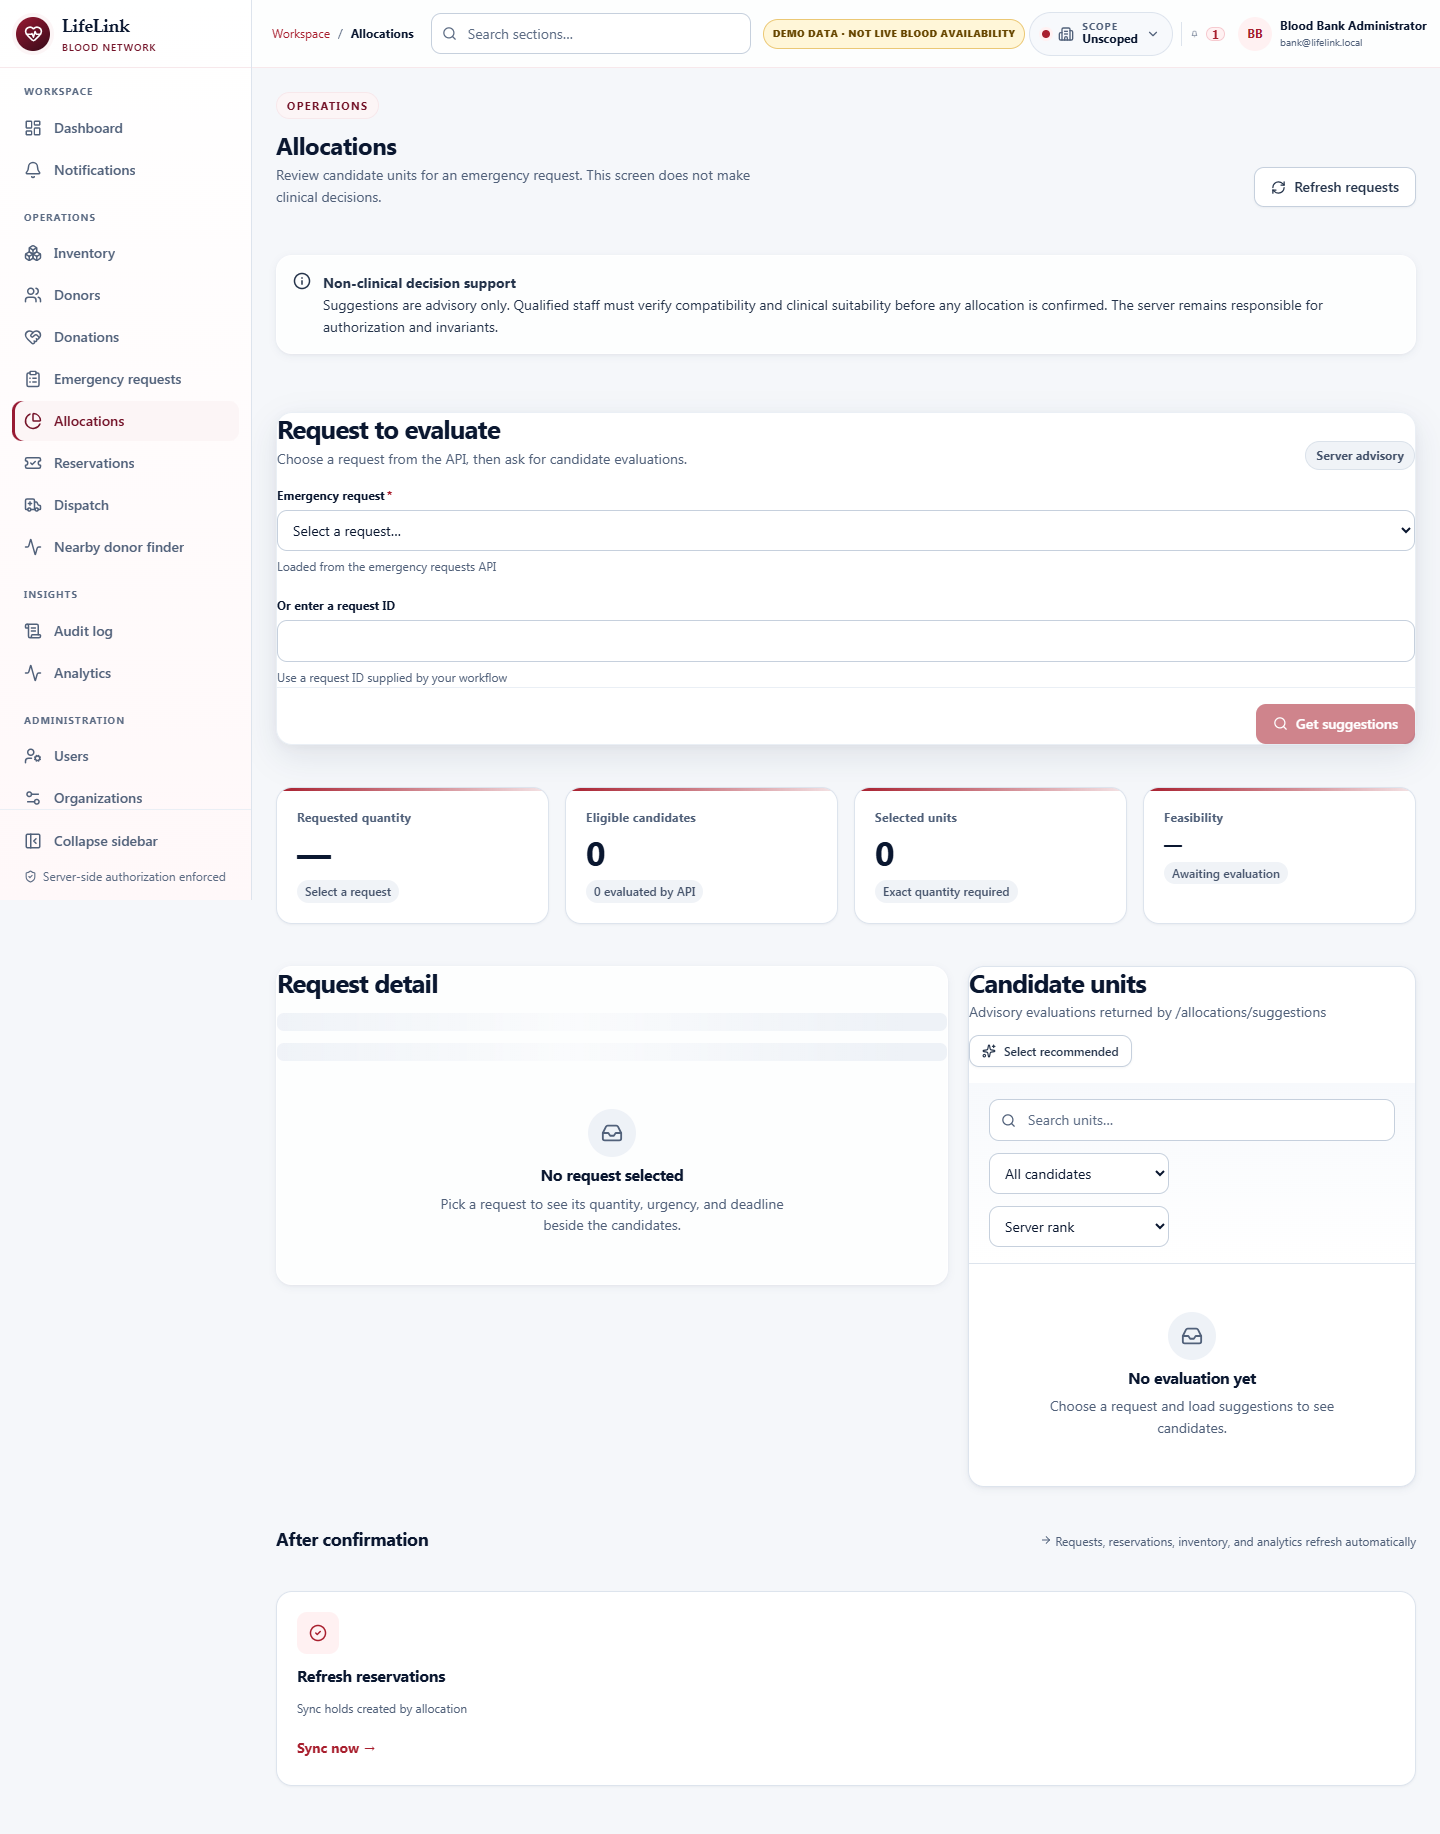 LifeLink
BLOOD NETWORK
Workspace / Allocations
Search sections...
DEMO DATA · NOT LIVE BLOOD AVAILABILITY
SCOPE
Unscoped
1
BB
Blood Bank Administrator
bank@lifelink.local
WORKSPACE
Dashboard
Notifications
OPERATIONS
Inventory
Donors
Donations
Emergency requests
Allocations
Reservations
Dispatch
Nearby donor finder
INSIGHTS
Audit log
Analytics
ADMINISTRATION
Users
Organizations
Collapse sidebar
Server-side authorization enforced
OPERATIONS
Allocations
Review candidate units for an emergency request. This screen does not make
clinical decisions.
Refresh requests
Non-clinical decision support
Suggestions are advisory only. Qualified staff must verify compatibility and clinical suitability before any allocation is confirmed. The server remains responsible for
authorization and invariants.
Request to evaluate
Choose a request from the API, then ask for candidate evaluations.
Server advisory
Emergency request *
Select a request...
Loaded from the emergency requests API
Or enter a request ID
Use a request ID supplied by your workflow
Get suggestions
Requested quantity
—
Select a request
Eligible candidates
0
0 evaluated by API
Selected units
0
Exact quantity required
Feasibility
—
Awaiting evaluation
Request detail
No request selected
Pick a request to see its quantity, urgency, and deadline
beside the candidates.
Candidate units
Advisory evaluations returned by /allocations/suggestions
Select recommended
Search units...
All candidates
Server rank
No evaluation yet
Choose a request and load suggestions to see
candidates.
After confirmation
→ Requests, reservations, inventory, and analytics refresh automatically
Refresh reservations
Sync holds created by allocation
Sync now →